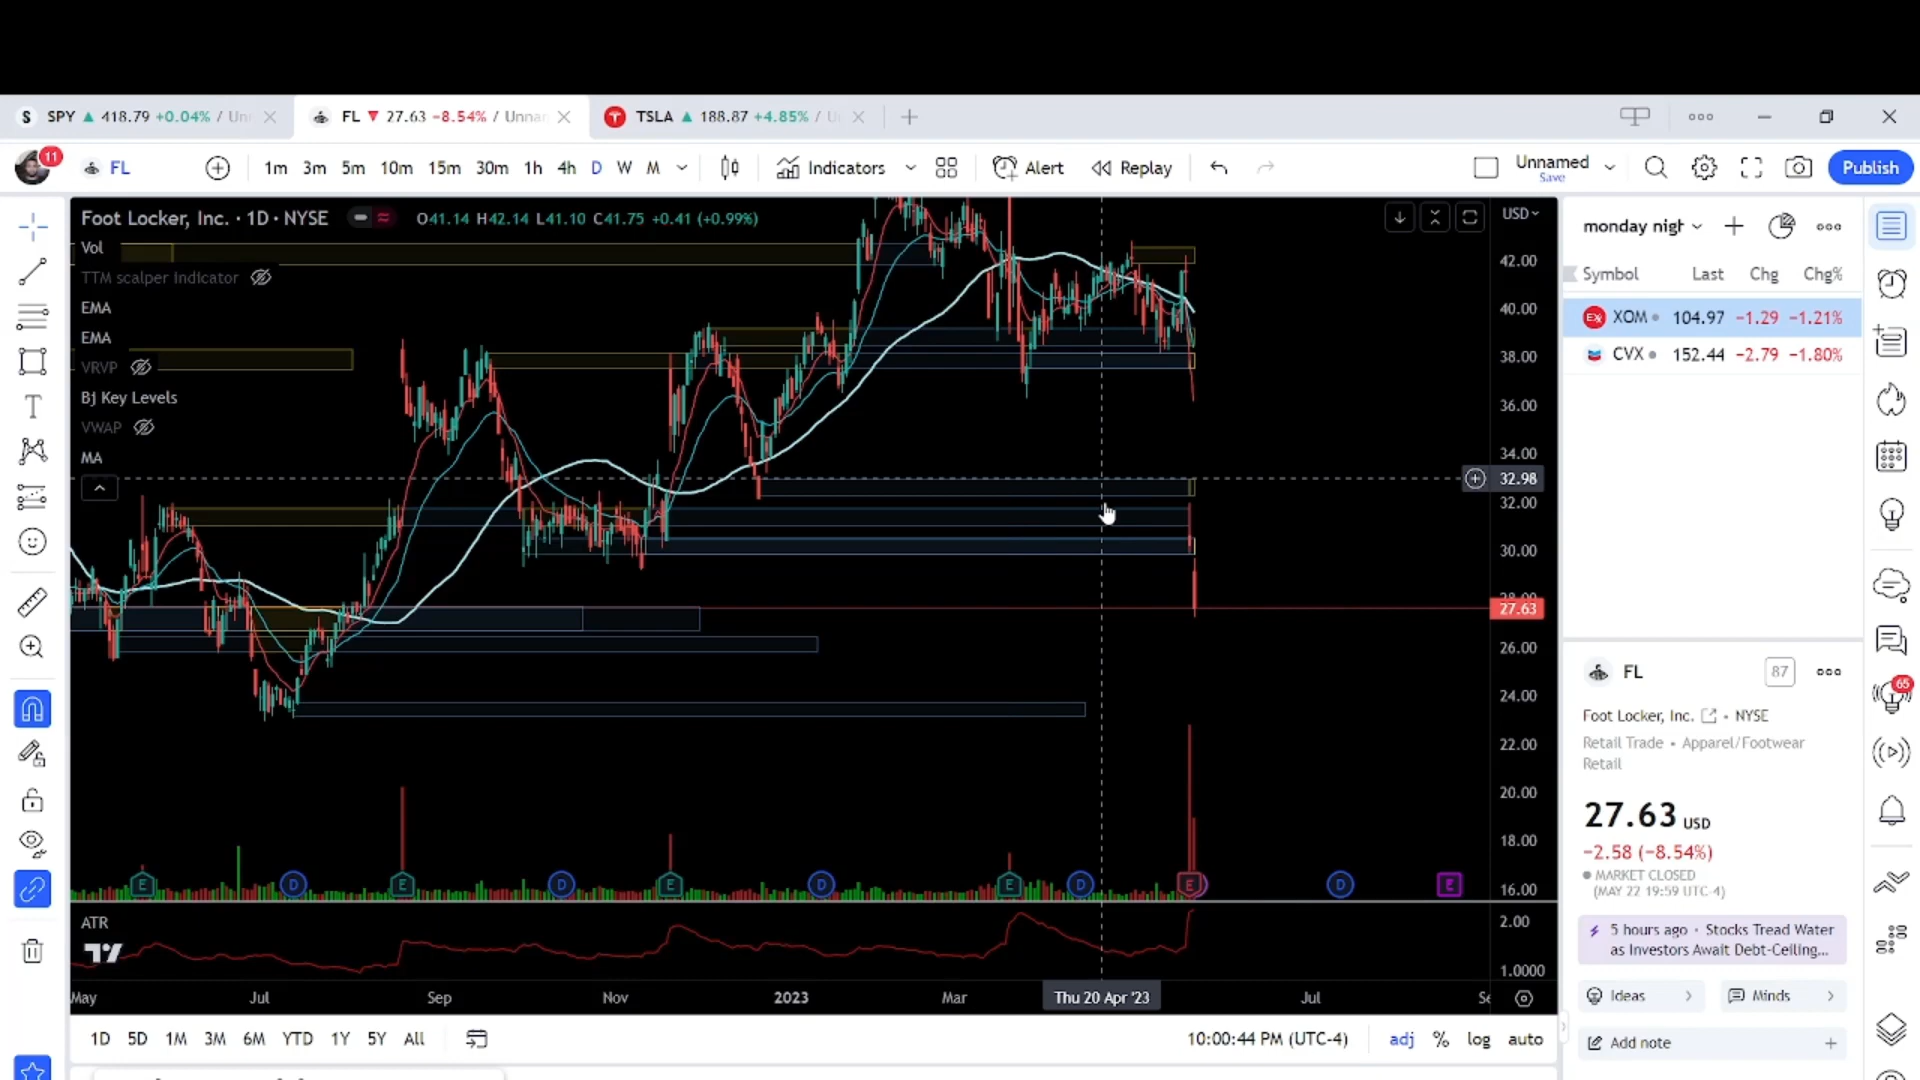 S SPY 418.79 +0.04% / Un
FL 27.63 −8.54% / Unnar
TSLA 188.87 +4.85% / U
11 FL 1m 3m 5m 10m 15m 30m 1h 4h D W M Indicators Alert Replay Unnamed Publish
Save
Foot Locker, Inc. · 1D · NYSE O41.14 H42.14 L41.10 C41.75 +0.41 (+0.99%)
Vol
TTM scalper Indicator
EMA
EMA
VRVP
Bj Key Levels
VWAP
MA
USD
42.00
40.00
38.00
36.00
34.00
32.98
32.00
30.00
28.00
27.63
26.00
24.00
22.00
20.00
18.00
16.00
E D E D E D E D E D E
ATR
2.00
1.0000
May Jul Sep Nov 2023 Mar Thu 20 Apr '23 Jul Se
1D 5D 1M 3M 6M YTD 1Y 5Y All 10:00:44 PM (UTC-4) adj % log auto
monday nigh
Symbol Last Chg Chg%
XOM 104.97 −1.29 −1.21%
CVX 152.44 −2.79 −1.80%
FL 87
Foot Locker, Inc. • NYSE
Retail Trade • Apparel/Footwear
Retail
27.63 USD
−2.58 (−8.54%)
MARKET CLOSED
(MAY 22 19:59 UTC-4)
5 hours ago · Stocks Tread Water
as Investors Await Debt-Ceiling...
Ideas Minds
Add note
65